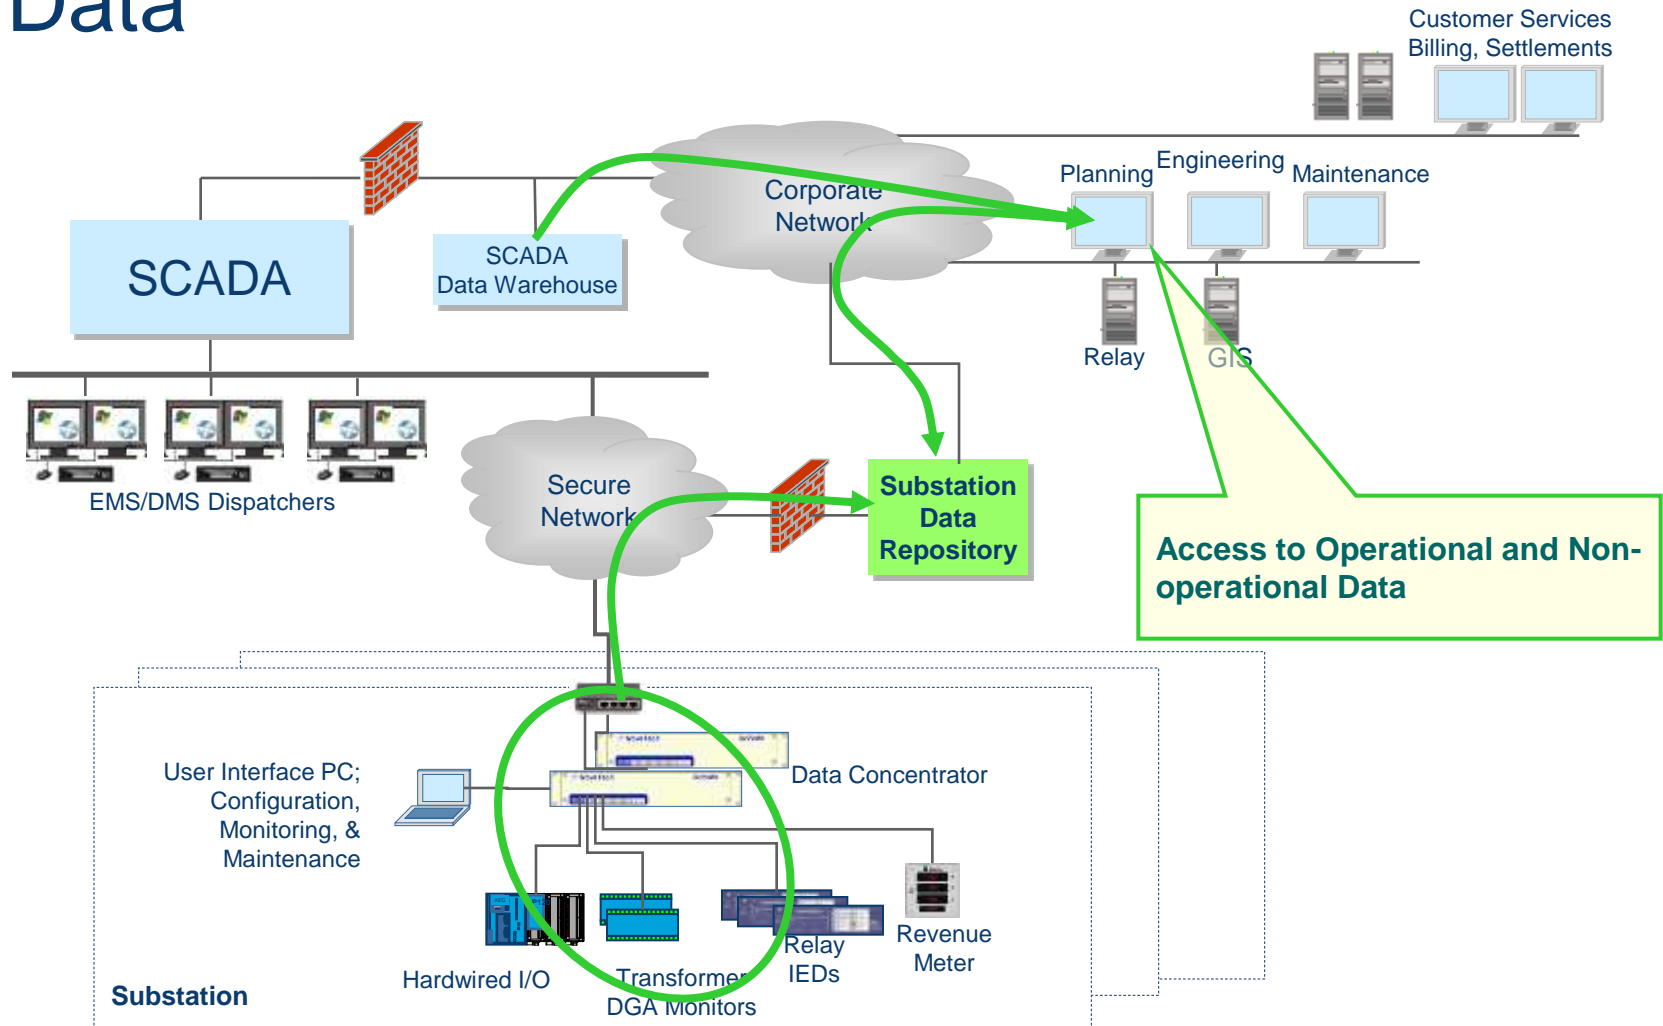 Data
Customer Services
Billing, Settlements
Planning
Engineering
Maintenance
Corporate
Network
SCADA
SCADA
Data Warehouse
Relay
GIS
EMS/DMS Dispatchers
Secure
Network
Substation
Data
Repository
Access to Operational and Non-
operational Data
User Interface PC;
Configuration,
Monitoring, &
Maintenance
Data Concentrator
Hardwired I/O
Transformer
DGA Monitors
Relay
IEDs
Revenue
Meter
Substation